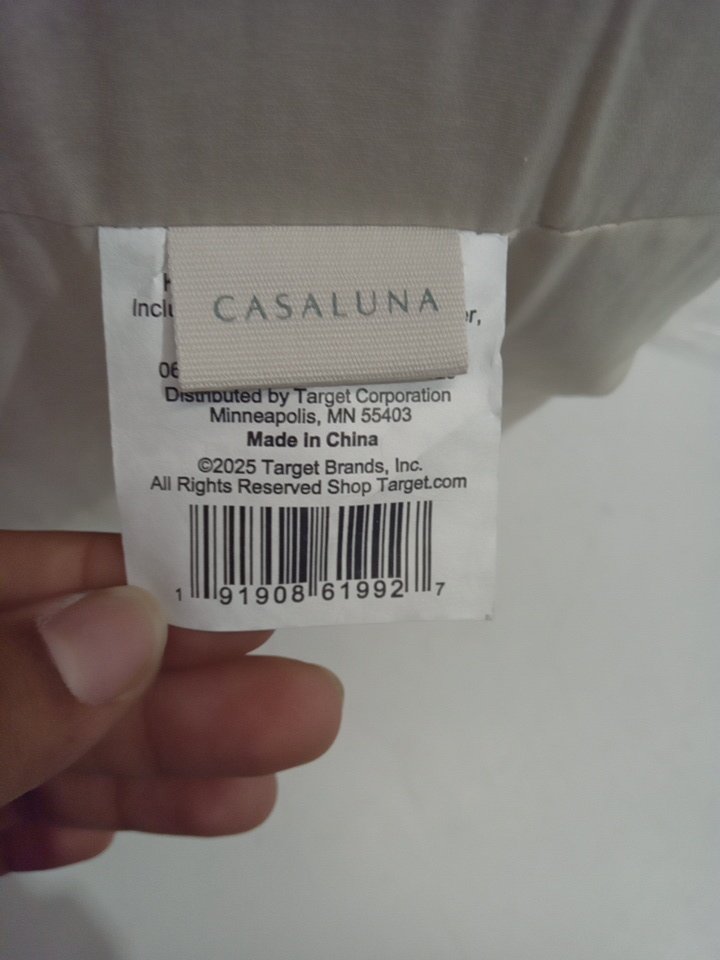 CASALUNA
Distributed by Target Corporation
Minneapolis, MN 55403
Made in China
©2025 Target Brands, Inc.
All Rights Reserved Shop Target.com
1 91908 61992 7